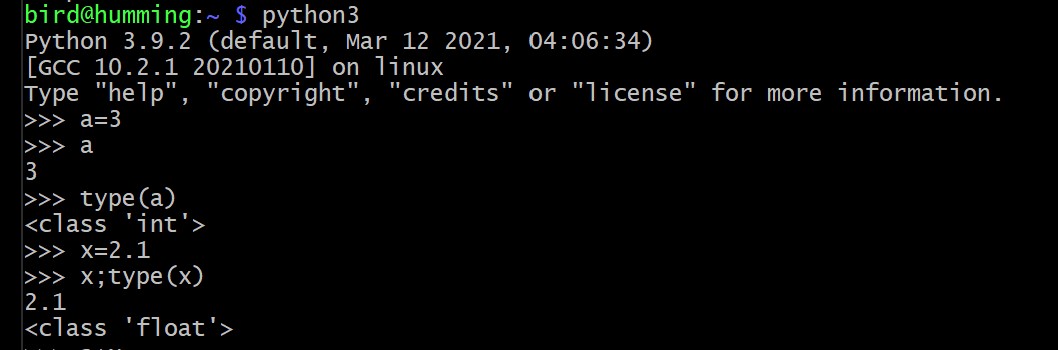 bird@humming:~ $ python3
Python 3.9.2 (default, Mar 12 2021, 04:06:34)
[GCC 10.2.1 20210110] on linux
Type "help", "copyright", "credits" or "license" for more information.
>>> a=3
>>> a
3
>>> type(a)
<class 'int'>
>>> x=2.1
>>> x;type(x)
2.1
<class 'float'>